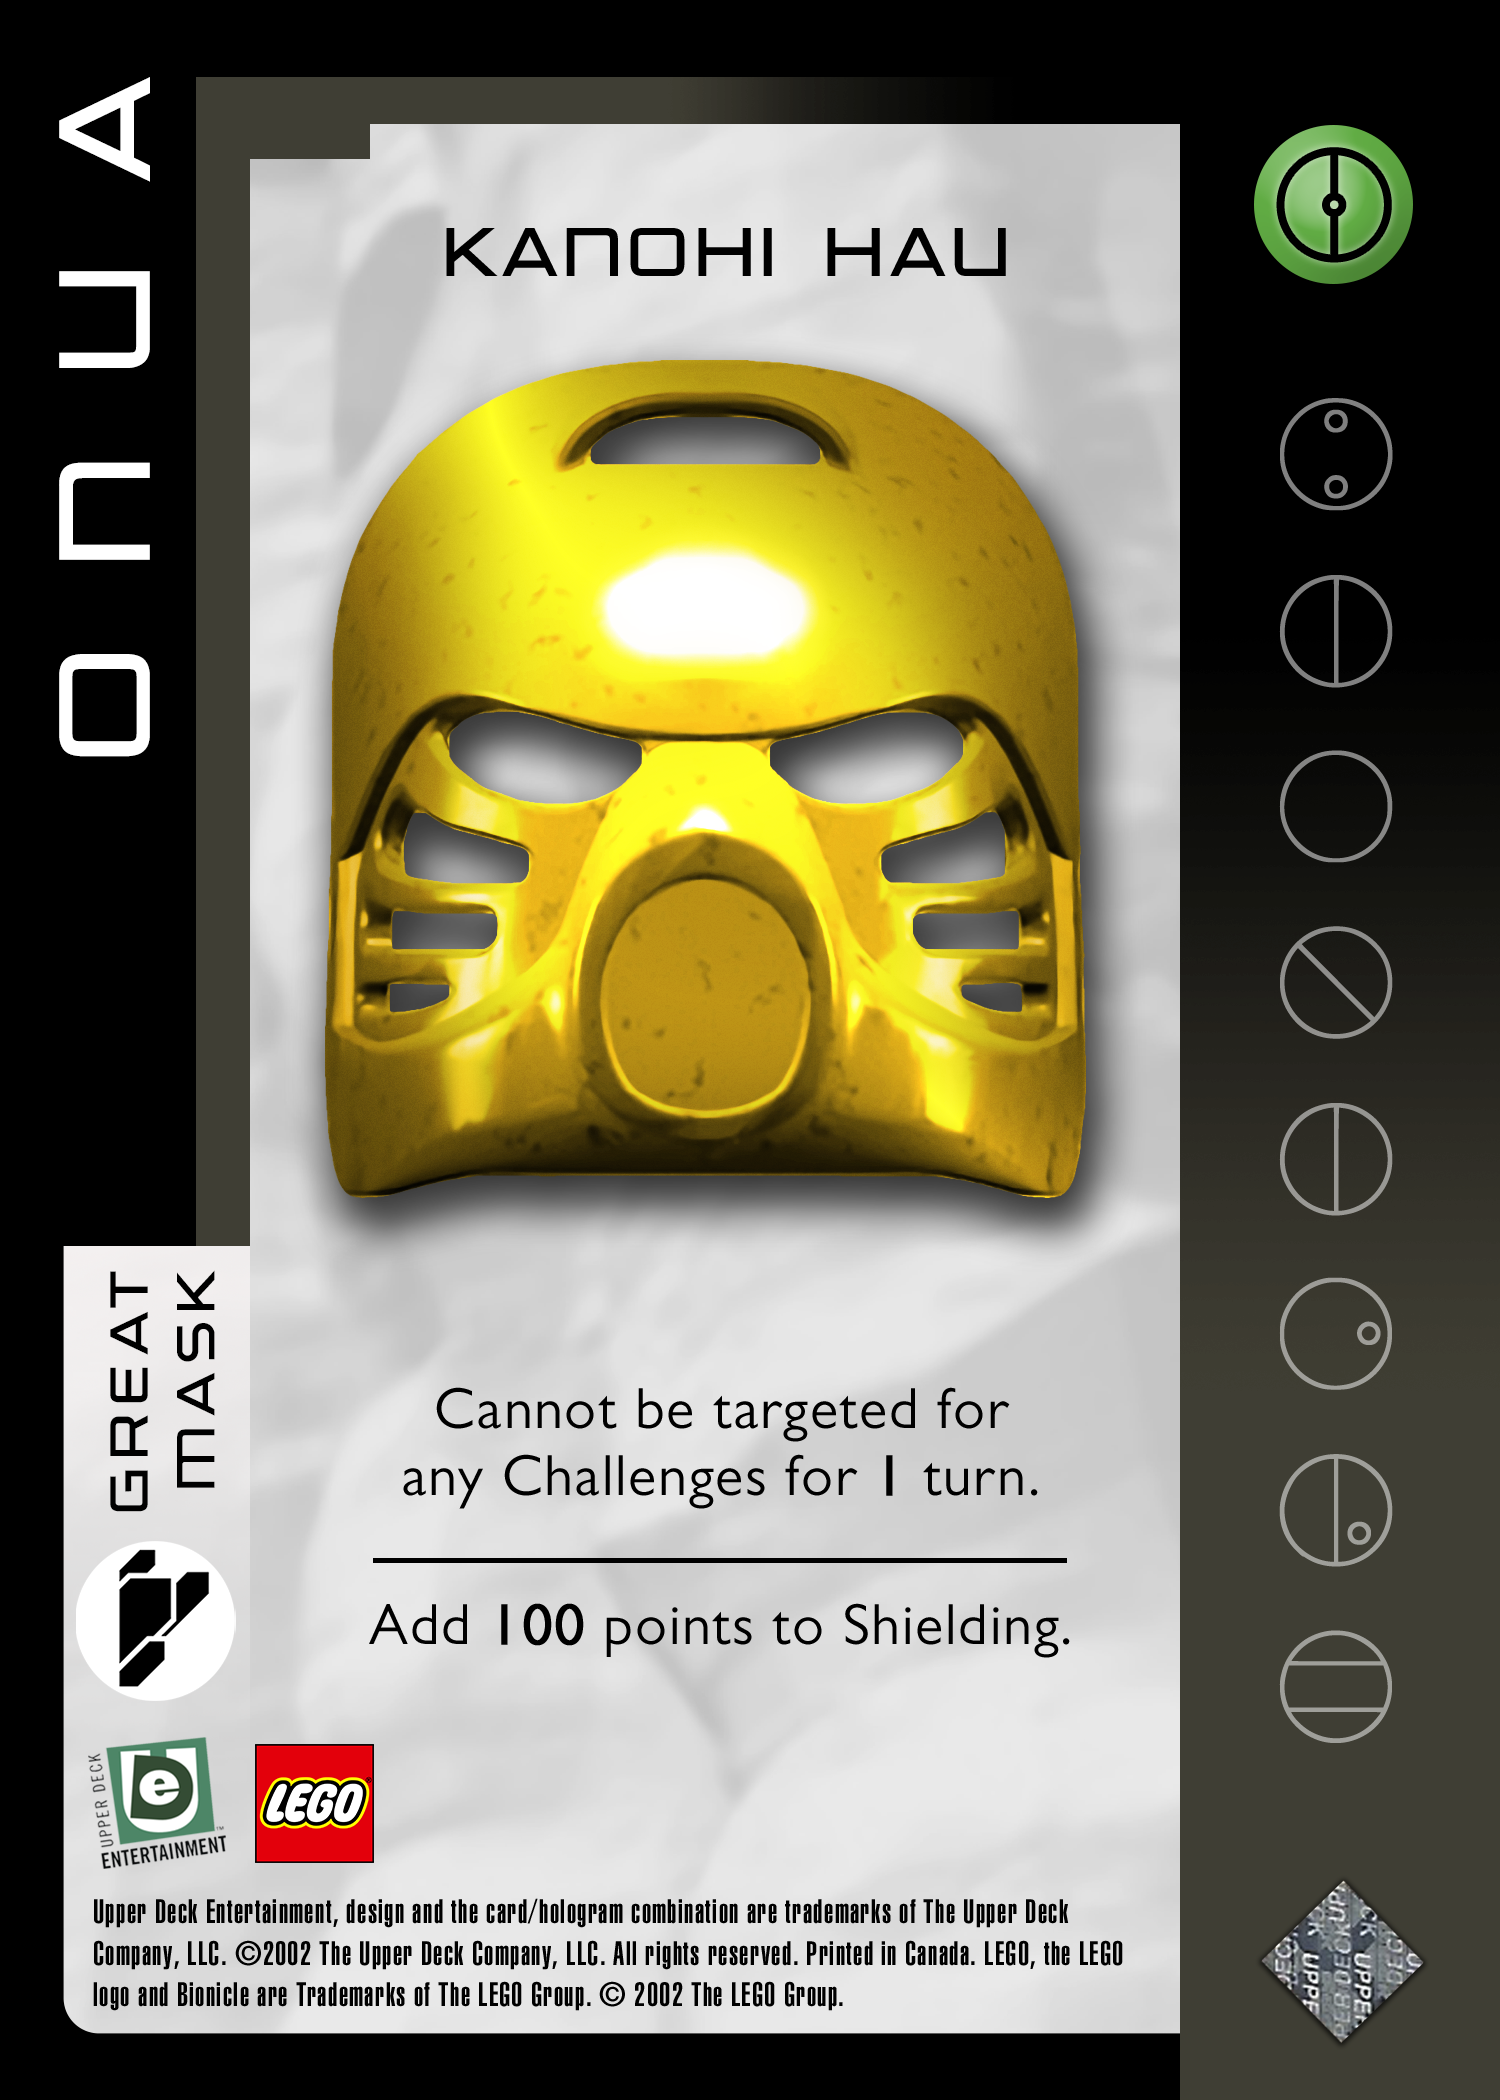 ONUA
KANOHI HAU
GREAT
MASK
Cannot be targeted for
any Challenges for 1 turn.
Add 100 points to Shielding.
UPPER DECK
ENTERTAINMENT
LEGO
Upper Deck Entertainment, design and the card/hologram combination are trademarks of The Upper Deck
Company, LLC. ©2002 The Upper Deck Company, LLC. All rights reserved. Printed in Canada. LEGO, the LEGO
logo and Bionicle are Trademarks of The LEGO Group. © 2002 The LEGO Group.